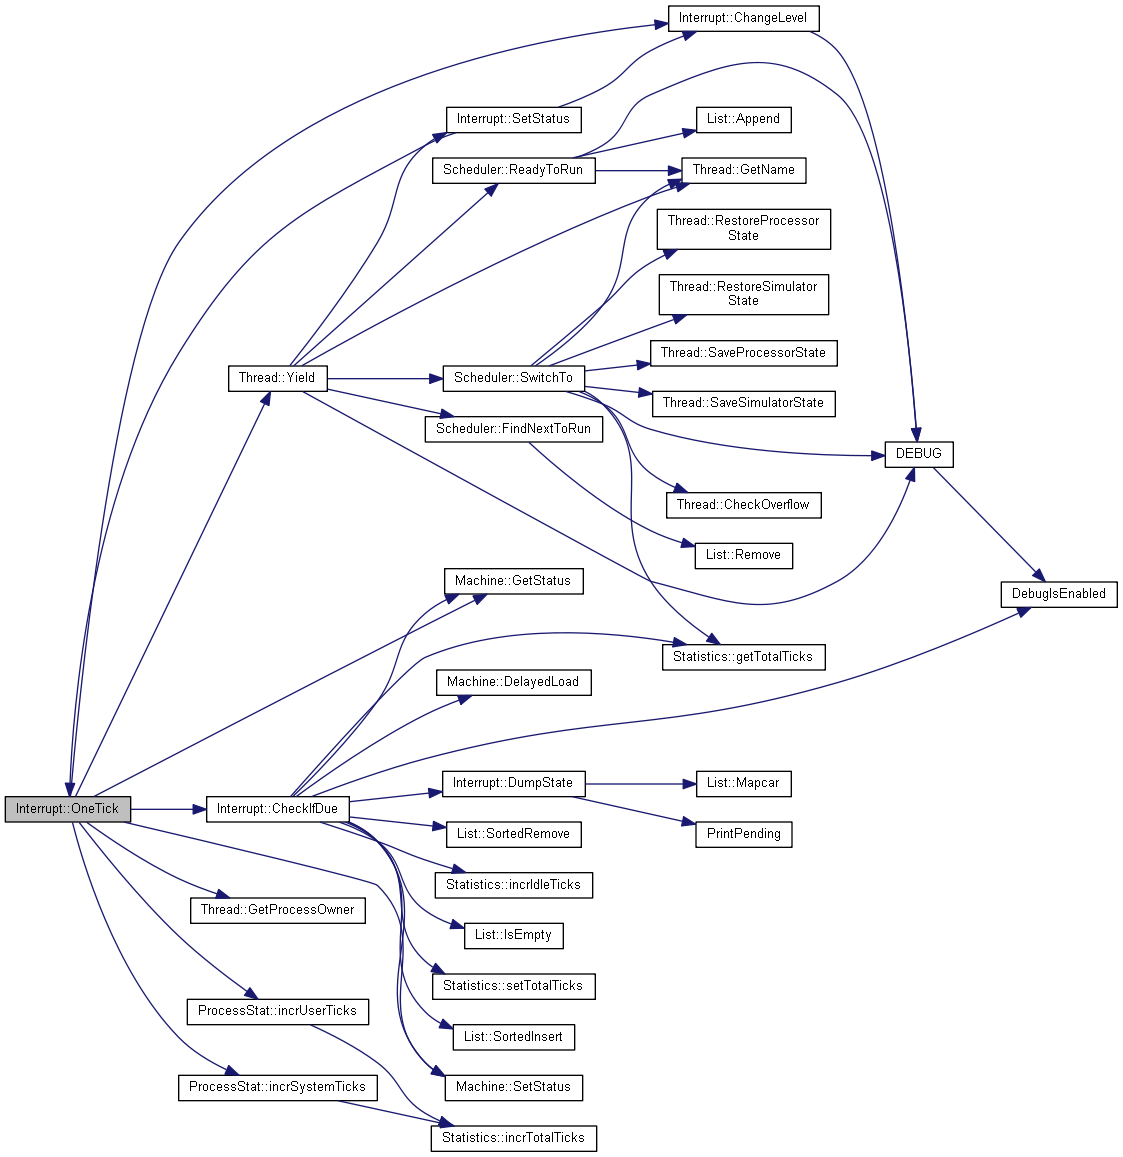 Interrupt::ChangeLevel
Interrupt::SetStatus
List::Append
Scheduler::ReadyToRun
Thread::GetName
Thread::RestoreProcessor
State
Thread::RestoreSimulator
State
Thread::SaveProcessorState
Thread::Yield
Scheduler::SwitchTo
Thread::SaveSimulatorState
Scheduler::FindNextToRun
DEBUG
Thread::CheckOverflow
List::Remove
Machine::GetStatus
DebugIsEnabled
Statistics::getTotalTicks
Machine::DelayedLoad
Interrupt::DumpState
List::Mapcar
Interrupt::OneTick
Interrupt::CheckIfDue
List::SortedRemove
PrintPending
Statistics::incrIdleTicks
Thread::GetProcessOwner
List::IsEmpty
Statistics::setTotalTicks
ProcessStat::incrUserTicks
List::SortedInsert
ProcessStat::incrSystemTicks
Machine::SetStatus
Statistics::incrTotalTicks